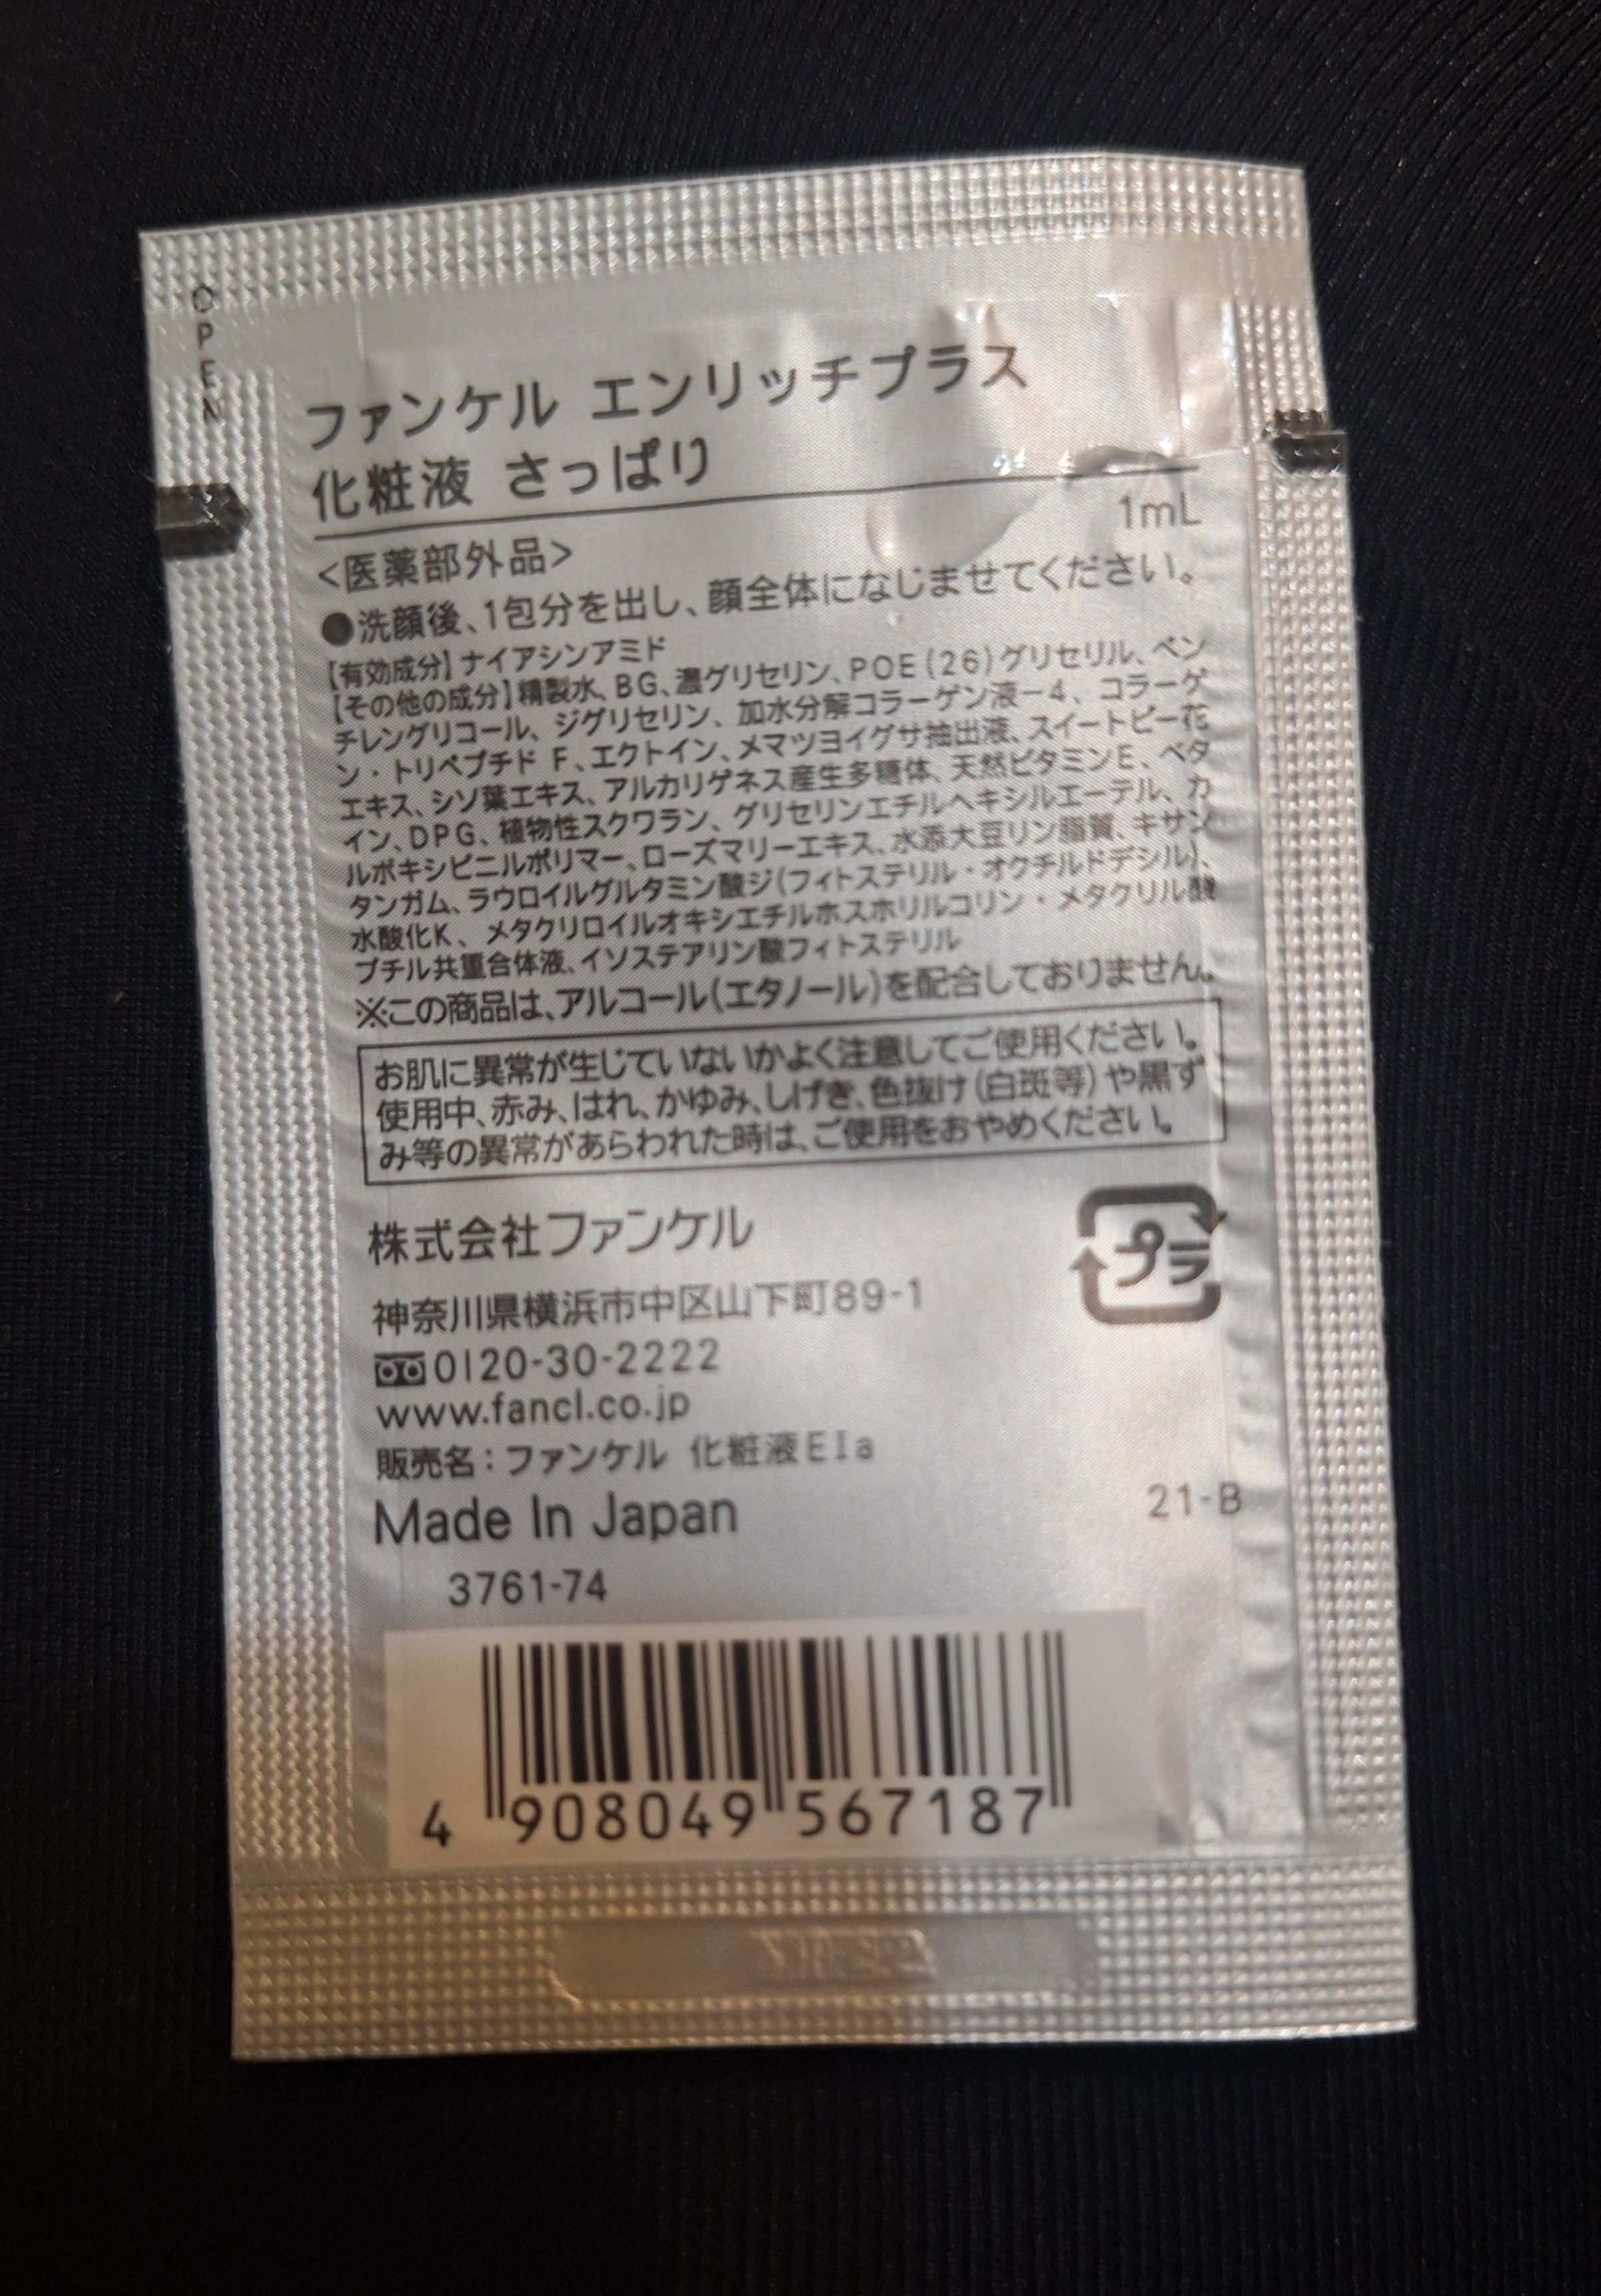 OPEN
ファンケル エンリッチプラス
化粧液 さっぱり
1mL
<医薬部外品>
●洗顔後、1包分を出し、顔全体になじませてください。
【有効成分】ナイアシンアミド
【その他の成分】精製水、BG、濃グリセリン、POE(26)グリセリル、ペン
チレングリコール、ジグリセリン、加水分解コラーゲン液－4、コラーゲ
ン・トリペプチド F、エクトイン、メマツヨイグサ抽出液、スイートピー花
エキス、シソ葉エキス、アルカリゲネス産生多糖体、天然ビタミンE、ベタ
イン、DPG、植物性スクワラン、グリセリンエチルヘキシルエーテル、カ
ルボキシビニルポリマー、ローズマリーエキス、水添大豆リン脂質、キサン
タンガム、ラウロイルグルタミン酸ジ(フィトステリル・オクチルドデシル)、
水酸化K、メタクリロイルオキシエチルホスホリルコリン・メタクリル酸
ブチル共重合体液、イソステアリン酸フィトステリル
※この商品は、アルコール(エタノール)を配合しておりません。
お肌に異常が生じていないかよく注意してご使用ください。
使用中、赤み、はれ、かゆみ、しげき、色抜け(白斑等)や黒ず
み等の異常があらわれた時は、ご使用をおやめください。
株式会社ファンケル
プラ
神奈川県横浜市中区山下町89-1
0120-30-2222
www.fancl.co.jp
販売名：ファンケル 化粧液EIa
Made In Japan
21-B
3761-74
4 908049 567187